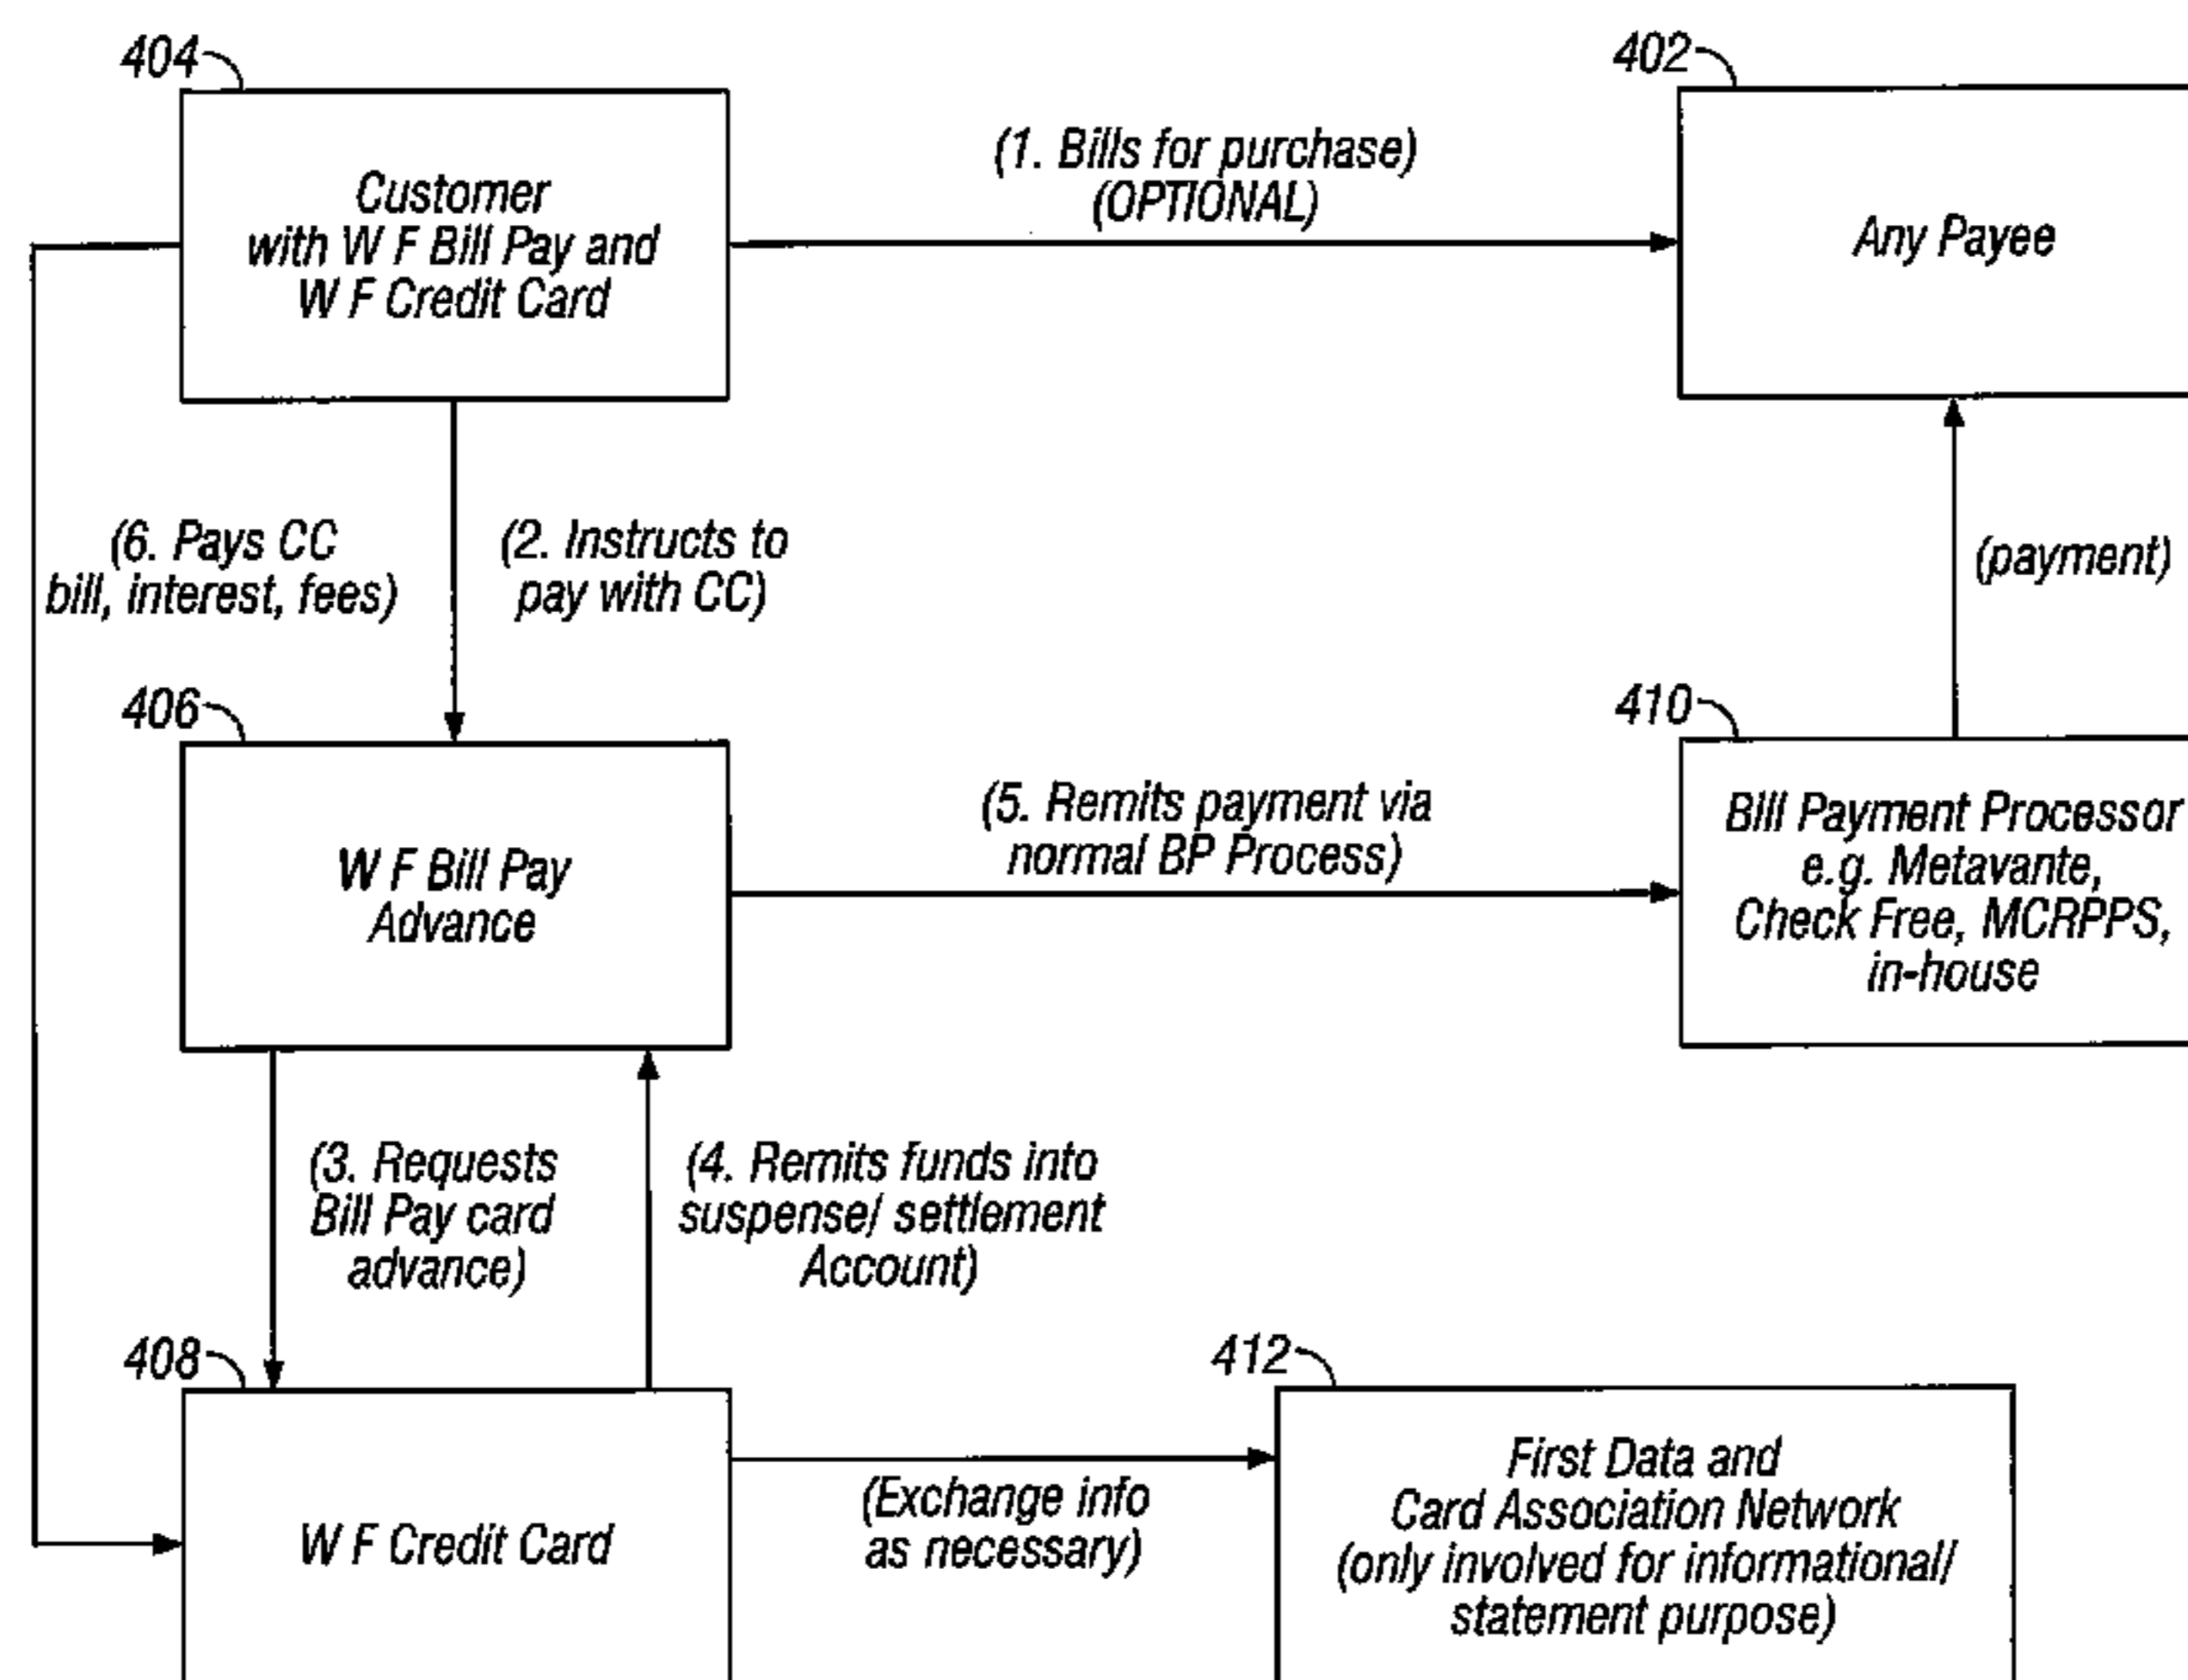 404
402
(1. Bills for purchase)
(OPTIONAL)
Customer
with W F Bill Pay and
W F Credit Card
Any Payee
(6. Pays CC
bill, interest, fees)
(2. Instructs to
pay with CC)
(payment)
406
410
(5. Remits payment via
normal BP Process)
W F Bill Pay
Advance
Bill Payment Processor
e.g. Metavante,
Check Free, MCRPPS,
in-house
(3. Requests
Bill Pay card
advance)
(4. Remits funds into
suspense/ settlement
Account)
408
412
W F Credit Card
(Exchange info
as necessary)
First Data and
Card Association Network
(only involved for informational/
statement purpose)